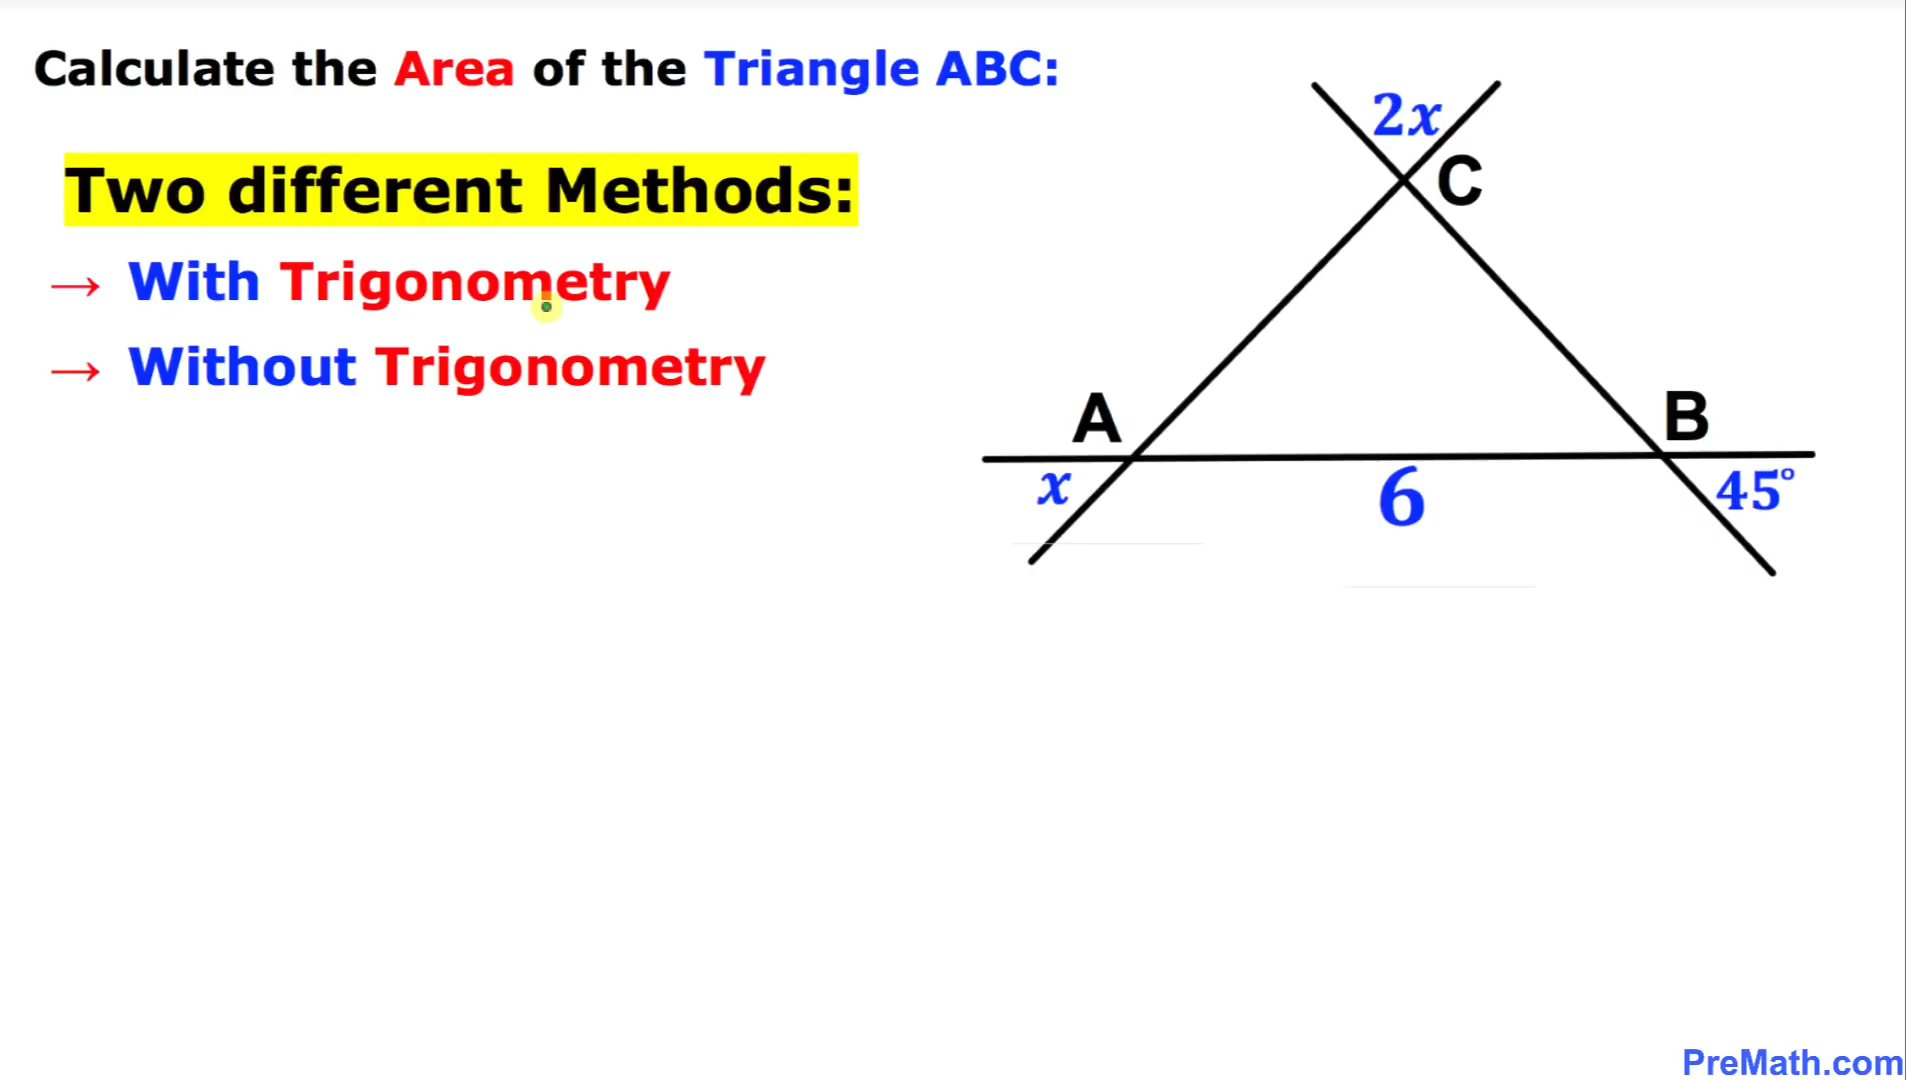 Calculate the Area of the Triangle ABC:
Two different Methods:
→ With Trigonometry
→ Without Trigonometry
2x
C
A
B
x
6
45°
PreMath.com